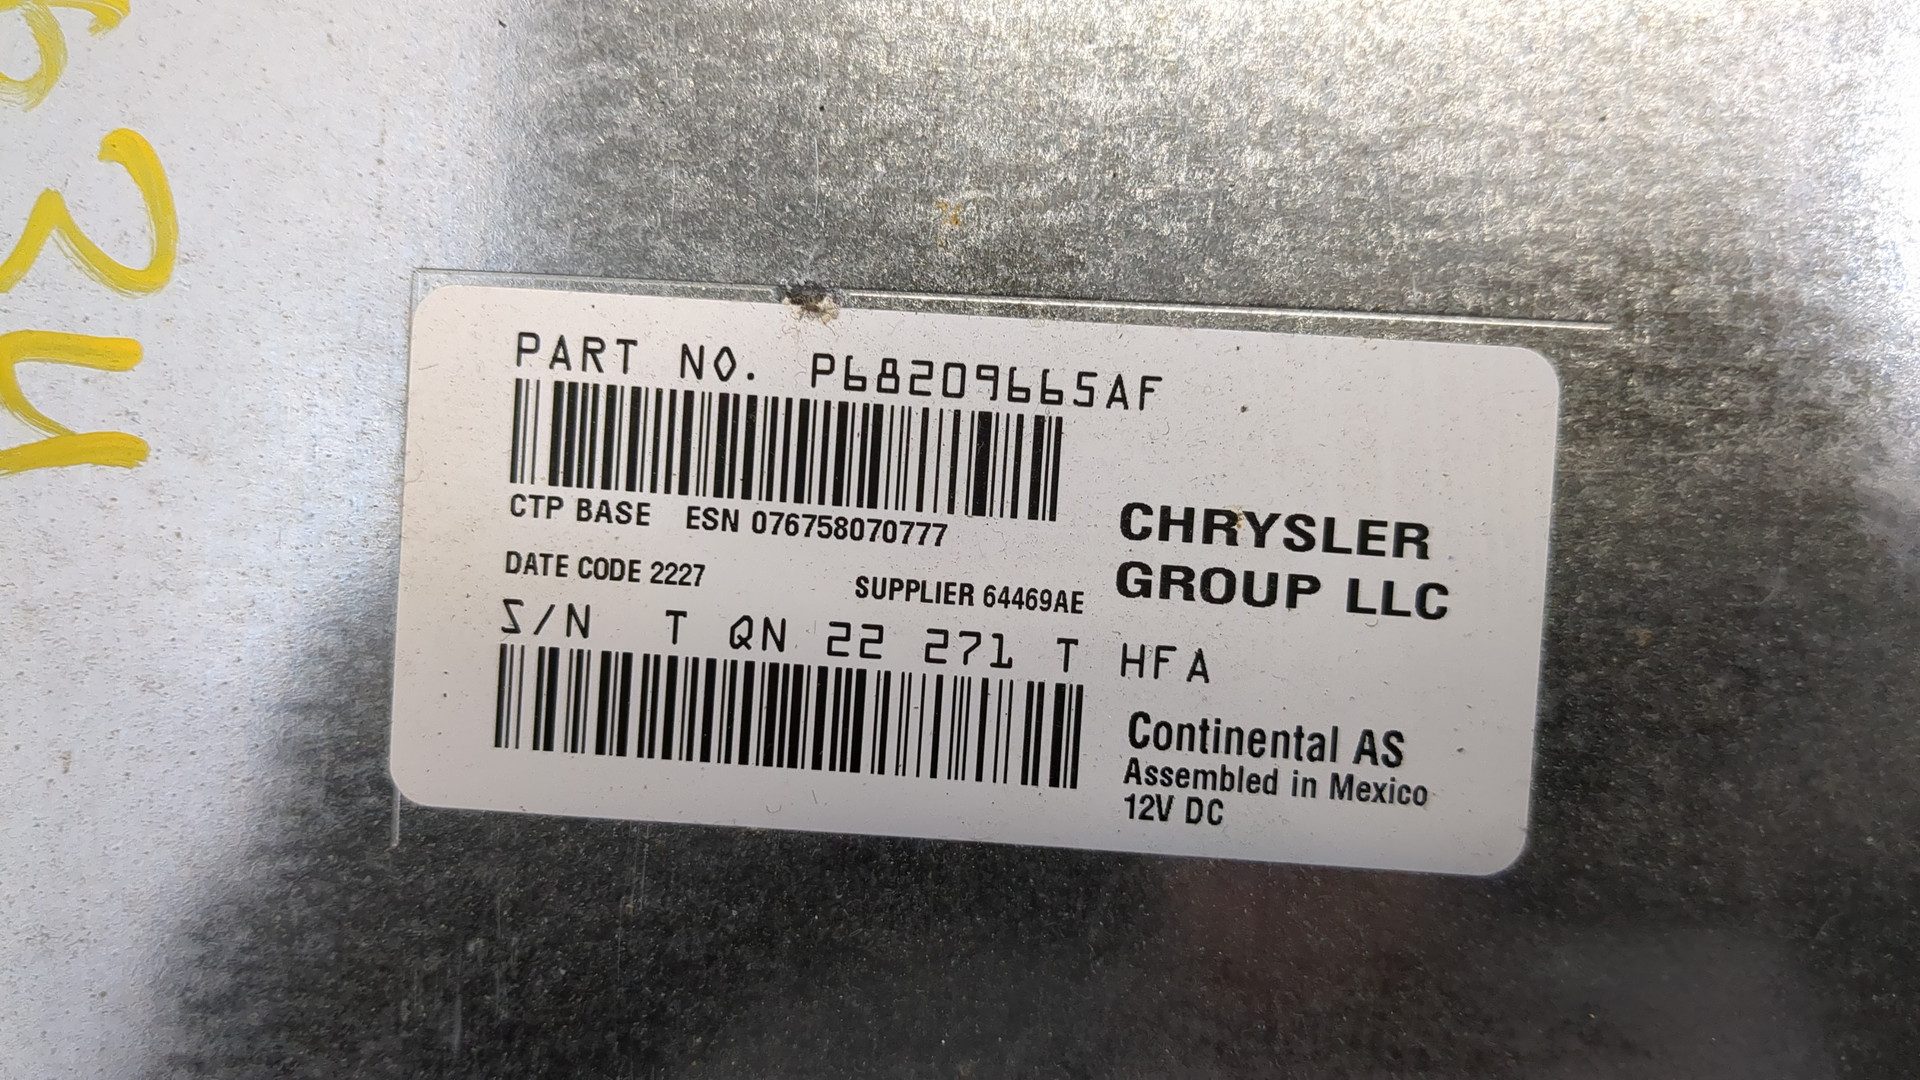 PART NO. P68209665AF
CTP BASE ESN 076758070777
DATE CODE 2227
SUPPLIER 64469AE
S/N T QN 22 271 T
CHRYSLER
GROUP LLC
HFA
Continental AS
Assembled in Mexico
12V DC